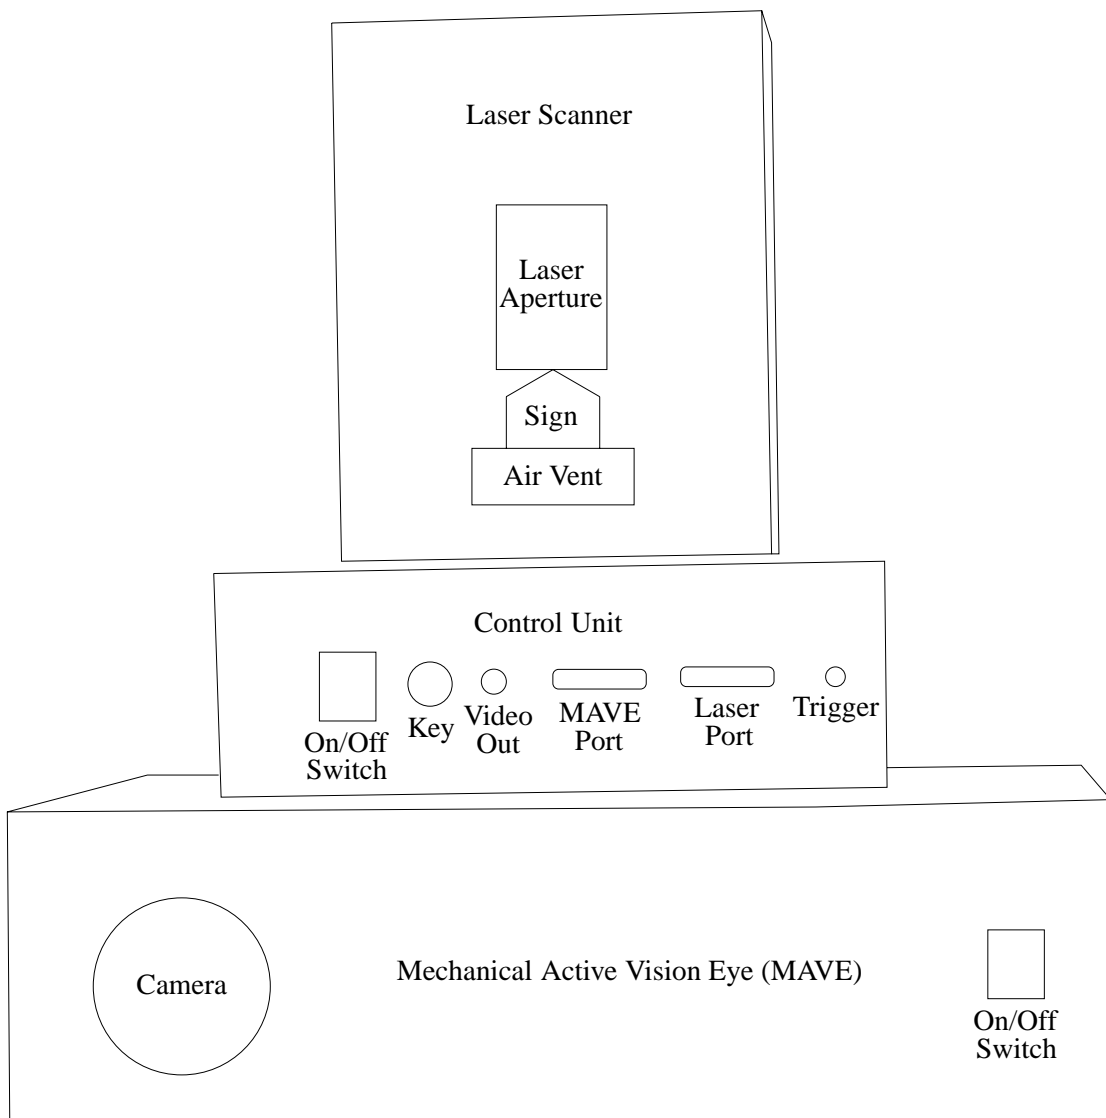 Laser Scanner
Laser
Aperture
Sign
Air Vent
Control Unit
On/Off
Switch
Key
Video
Out
MAVE
Port
Laser
Port
Trigger
Camera
Mechanical Active Vision Eye (MAVE)
On/Off
Switch